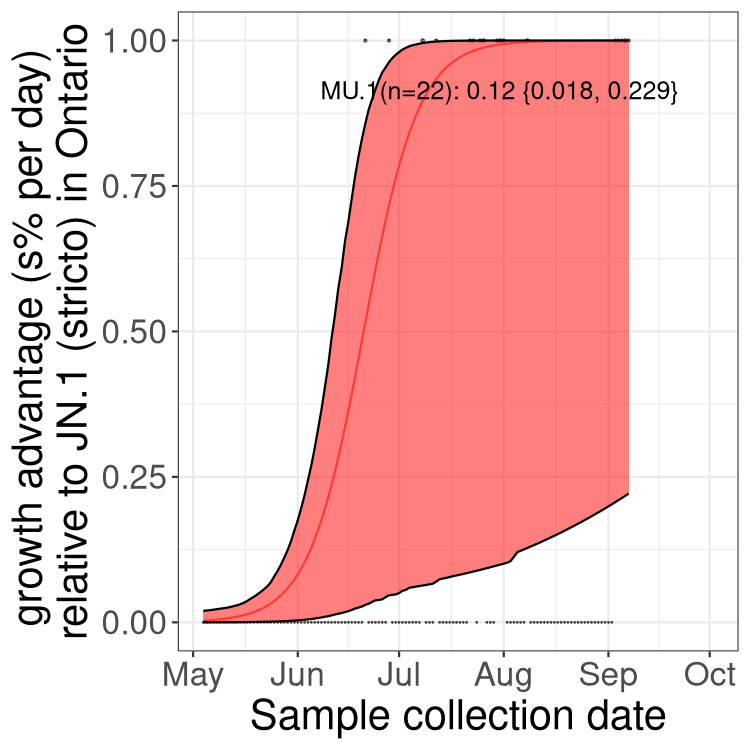 growth advantage (s% per day)
relative to JN.1 (stricto) in Ontario
1.00
0.75
0.50
0.25
0.00
MU.1(n=22): 0.12 {0.018, 0.229}
May Jun Jul Aug Sep Oct
Sample collection date